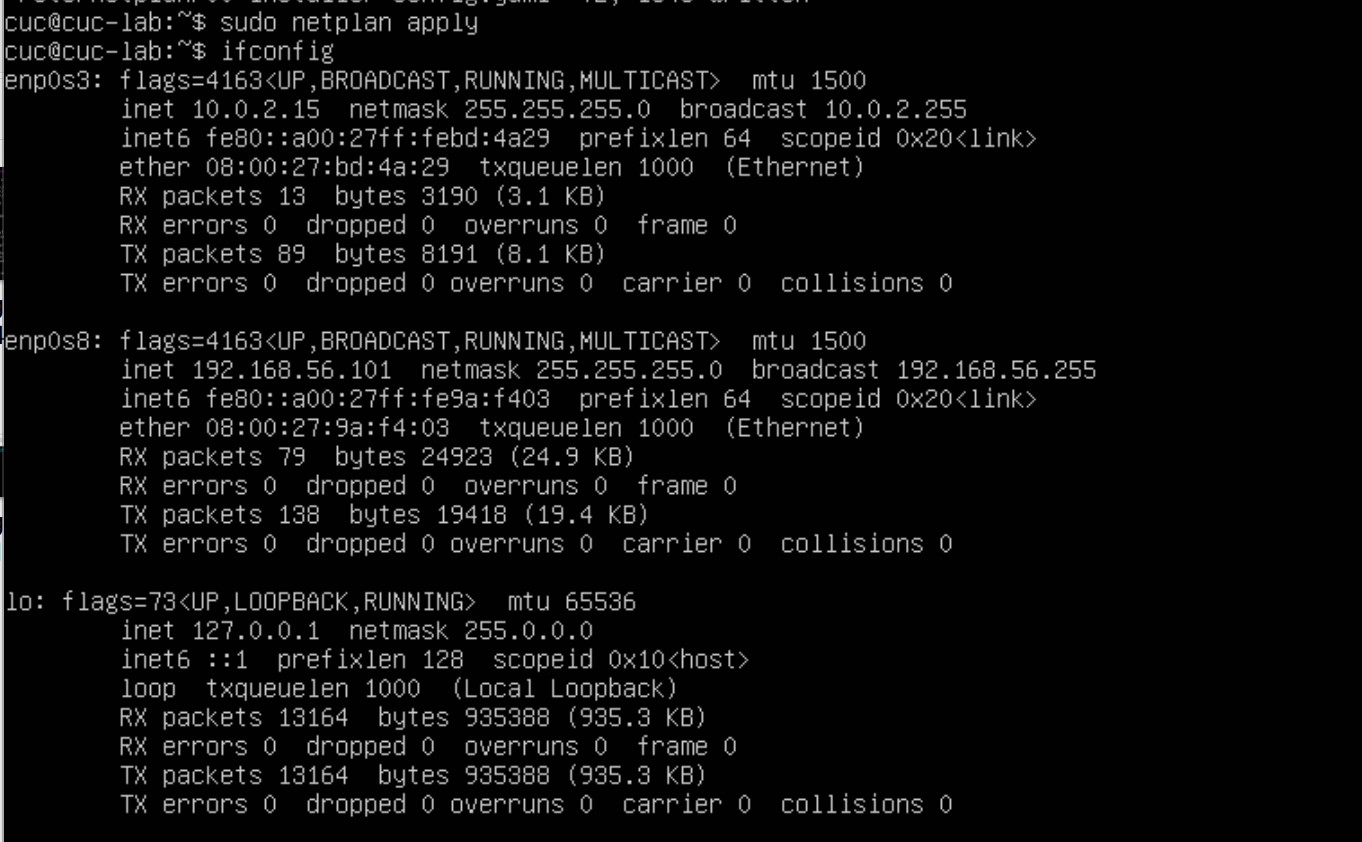 cuc@cuc-lab:~$ sudo netplan apply
cuc@cuc-lab:~$ ifconfig
enp0s3: flags=4163<UP,BROADCAST,RUNNING,MULTICAST>  mtu 1500
        inet 10.0.2.15  netmask 255.255.255.0  broadcast 10.0.2.255
        inet6 fe80::a00:27ff:febd:4a29  prefixlen 64  scopeid 0x20<link>
        ether 08:00:27:bd:4a:29  txqueuelen 1000  (Ethernet)
        RX packets 13  bytes 3190 (3.1 KB)
        RX errors 0  dropped 0  overruns 0  frame 0
        TX packets 89  bytes 8191 (8.1 KB)
        TX errors 0  dropped 0 overruns 0  carrier 0  collisions 0

enp0s8: flags=4163<UP,BROADCAST,RUNNING,MULTICAST>  mtu 1500
        inet 192.168.56.101  netmask 255.255.255.0  broadcast 192.168.56.255
        inet6 fe80::a00:27ff:fe9a:f403  prefixlen 64  scopeid 0x20<link>
        ether 08:00:27:9a:f4:03  txqueuelen 1000  (Ethernet)
        RX packets 79  bytes 24923 (24.9 KB)
        RX errors 0  dropped 0  overruns 0  frame 0
        TX packets 138  bytes 19418 (19.4 KB)
        TX errors 0  dropped 0 overruns 0  carrier 0  collisions 0

lo: flags=73<UP,LOOPBACK,RUNNING>  mtu 65536
        inet 127.0.0.1  netmask 255.0.0.0
        inet6 ::1  prefixlen 128  scopeid 0x10<host>
        loop  txqueuelen 1000  (Local Loopback)
        RX packets 13164  bytes 935388 (935.3 KB)
        RX errors 0  dropped 0  overruns 0  frame 0
        TX packets 13164  bytes 935388 (935.3 KB)
        TX errors 0  dropped 0 overruns 0  carrier 0  collisions 0